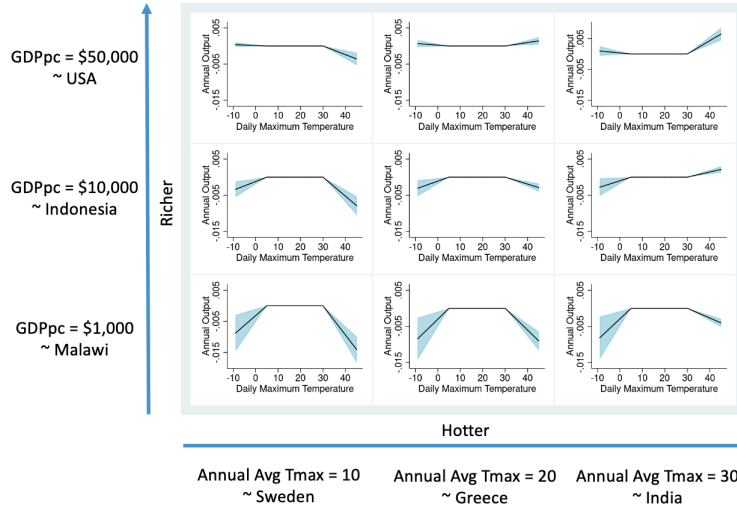 GDPpc = $50,000
~ USA
GDPpc = $10,000
~ Indonesia
GDPpc = $1,000
~ Malawi
Richer
Annual Output
-.015 -.005 .005
-10 0 10 20 30 40
Daily Maximum Temperature
Annual Output
-.015 -.005 .005
-10 0 10 20 30 40
Daily Maximum Temperature
Annual Output
-.015 -.005 .005
-10 0 10 20 30 40
Daily Maximum Temperature
Annual Output
-.015 -.005 .005
-10 0 10 20 30 40
Daily Maximum Temperature
Annual Output
-.015 -.005 .005
-10 0 10 20 30 40
Daily Maximum Temperature
Annual Output
-.015 -.005 .005
-10 0 10 20 30 40
Daily Maximum Temperature
Annual Output
-.015 -.005 .005
-10 0 10 20 30 40
Daily Maximum Temperature
Annual Output
-.015 -.005 .005
-10 0 10 20 30 40
Daily Maximum Temperature
Annual Output
-.015 -.005 .005
-10 0 10 20 30 40
Daily Maximum Temperature
Hotter
Annual Avg Tmax = 10
~ Sweden
Annual Avg Tmax = 20
~ Greece
Annual Avg Tmax = 30
~ India